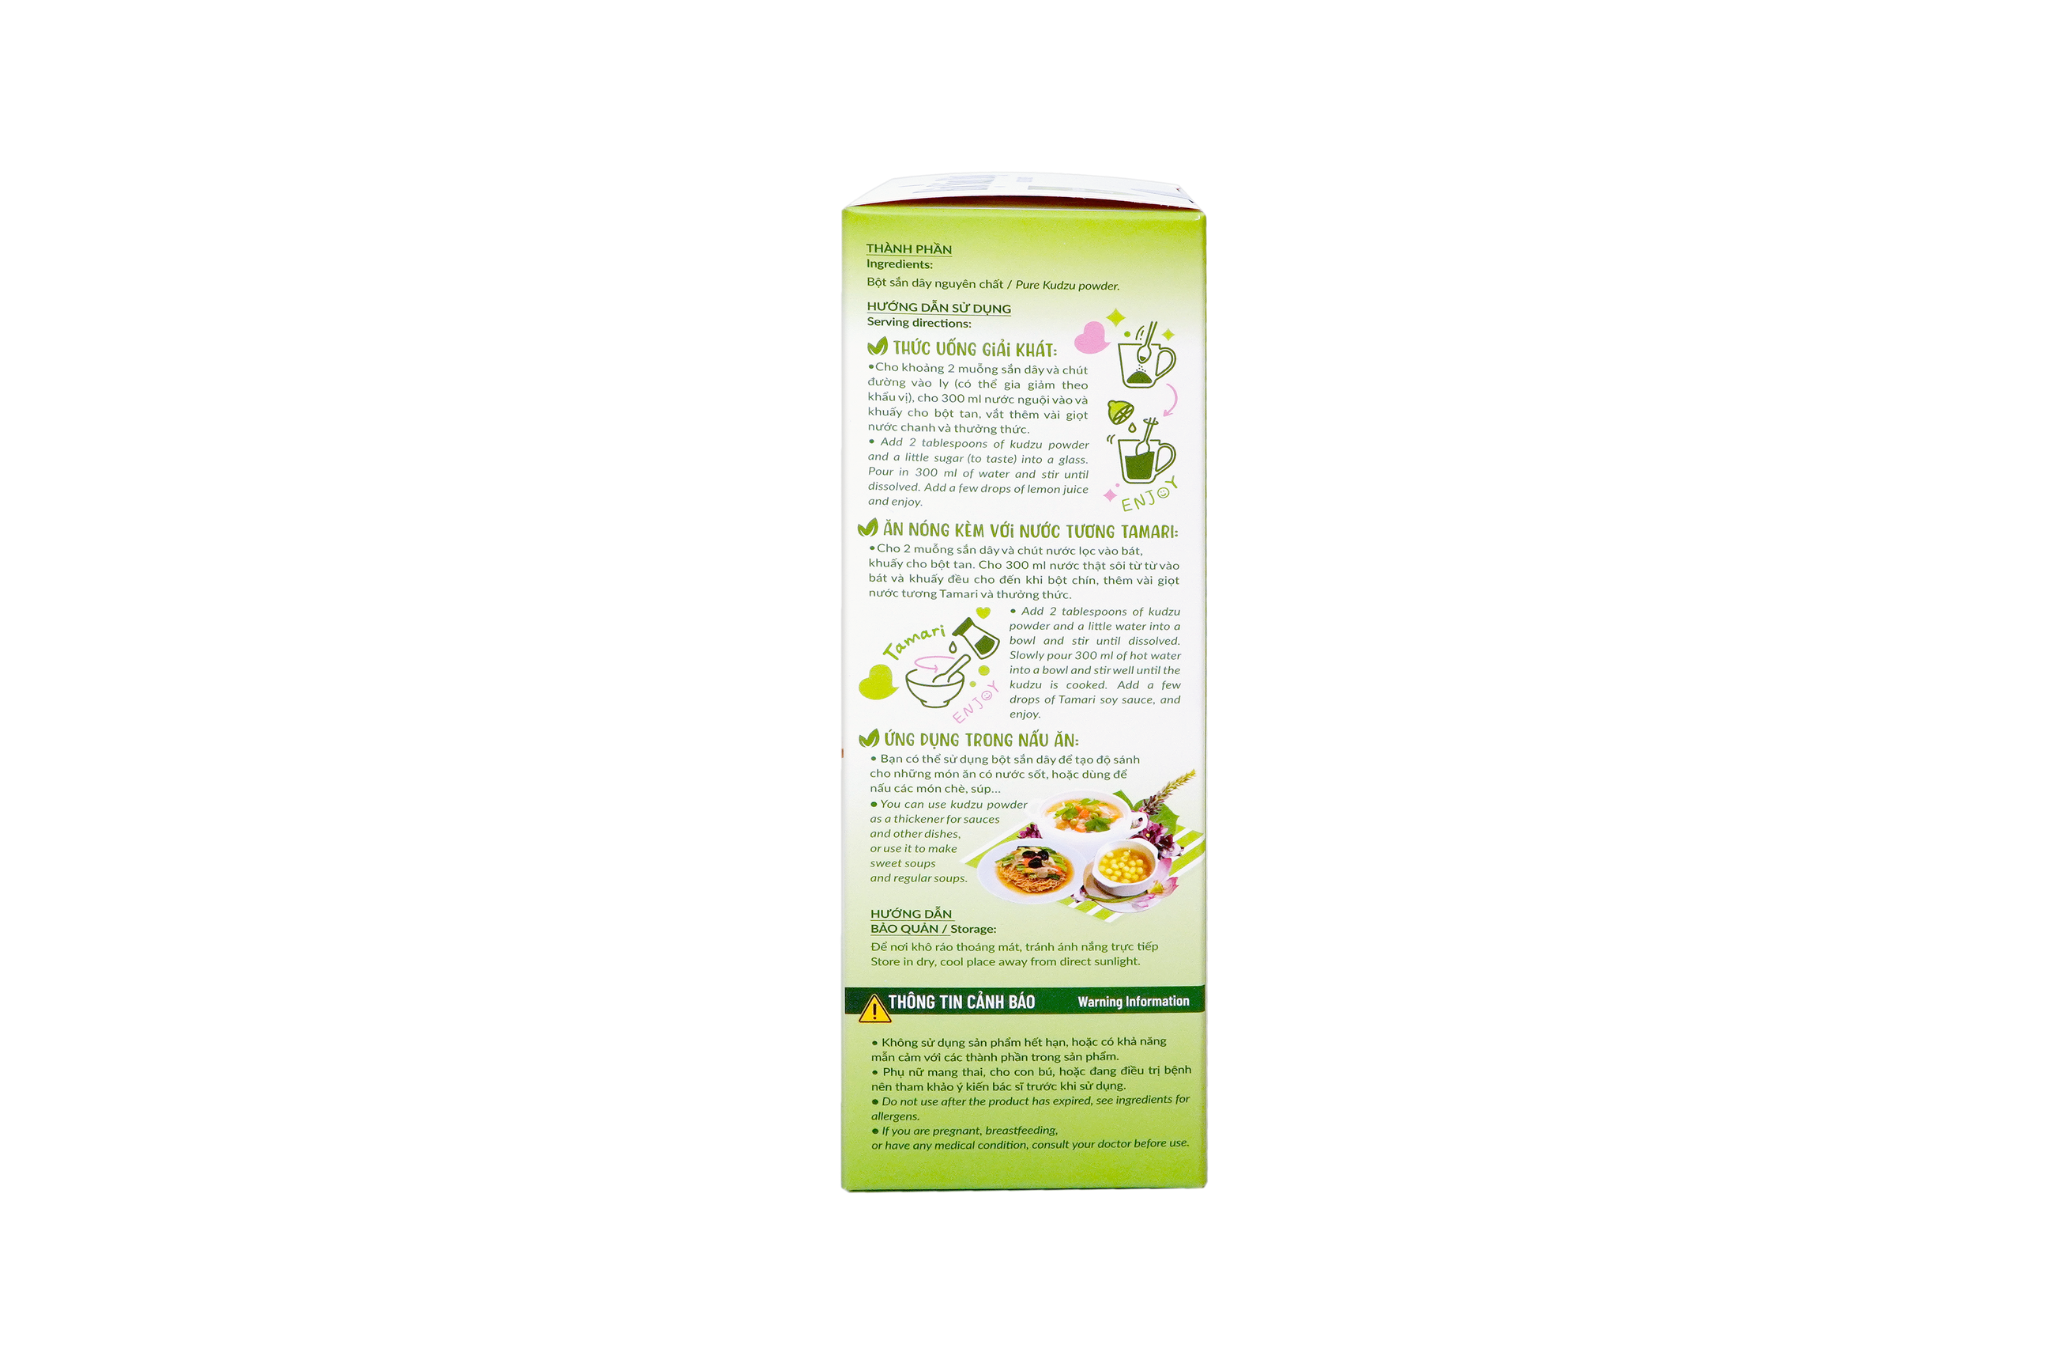 THÀNH PHẦN
Ingredients:
Bột sắn dây nguyên chất / Pure Kudzu powder.
HƯỚNG DẪN SỬ DỤNG
Serving directions:
THỨC UỐNG GIẢI KHÁT:
•Cho khoảng 2 muỗng sắn dây và chút
đường vào ly (có thể gia giảm theo
khẩu vị), cho 300 ml nước nguội vào và
khuấy cho bột tan, vắt thêm vài giọt
nước chanh và thưởng thức.
• Add 2 tablespoons of kudzu powder
and a little sugar (to taste) into a glass.
Pour in 300 ml of water and stir until
dissolved. Add a few drops of lemon juice
and enjoy.
ENJOY
ĂN NÓNG KÈM VỚI NƯỚC TƯƠNG TAMARI:
•Cho 2 muỗng sắn dây và chút nước lọc vào bát,
khuấy cho bột tan. Cho 300 ml nước thật sôi từ từ vào
bát và khuấy đều cho đến khi bột chín, thêm vài giọt
nước tương Tamari và thưởng thức.
Tamari
ENJOY
• Add 2 tablespoons of kudzu
powder and a little water into a
bowl and stir until dissolved.
Slowly pour 300 ml of hot water
into a bowl and stir well until the
kudzu is cooked. Add a few
drops of Tamari soy sauce, and
enjoy.
ỨNG DỤNG TRONG NẤU ĂN:
• Bạn có thể sử dụng bột sắn dây để tạo độ sánh
cho những món ăn có nước sốt, hoặc dùng để
nấu các món chè, súp...
• You can use kudzu powder
as a thickener for sauces
and other dishes,
or use it to make
sweet soups
and regular soups.
HƯỚNG DẪN
BẢO QUẢN / Storage:
Để nơi khô ráo thoáng mát, tránh ánh nắng trực tiếp
Store in dry, cool place away from direct sunlight.
THÔNG TIN CẢNH BÁO Warning Information
• Không sử dụng sản phẩm hết hạn, hoặc có khả năng
mẫn cảm với các thành phần trong sản phẩm.
• Phụ nữ mang thai, cho con bú, hoặc đang điều trị bệnh
nên tham khảo ý kiến bác sĩ trước khi sử dụng.
• Do not use after the product has expired, see ingredients for
allergens.
• If you are pregnant, breastfeeding,
or have any medical condition, consult your doctor before use.